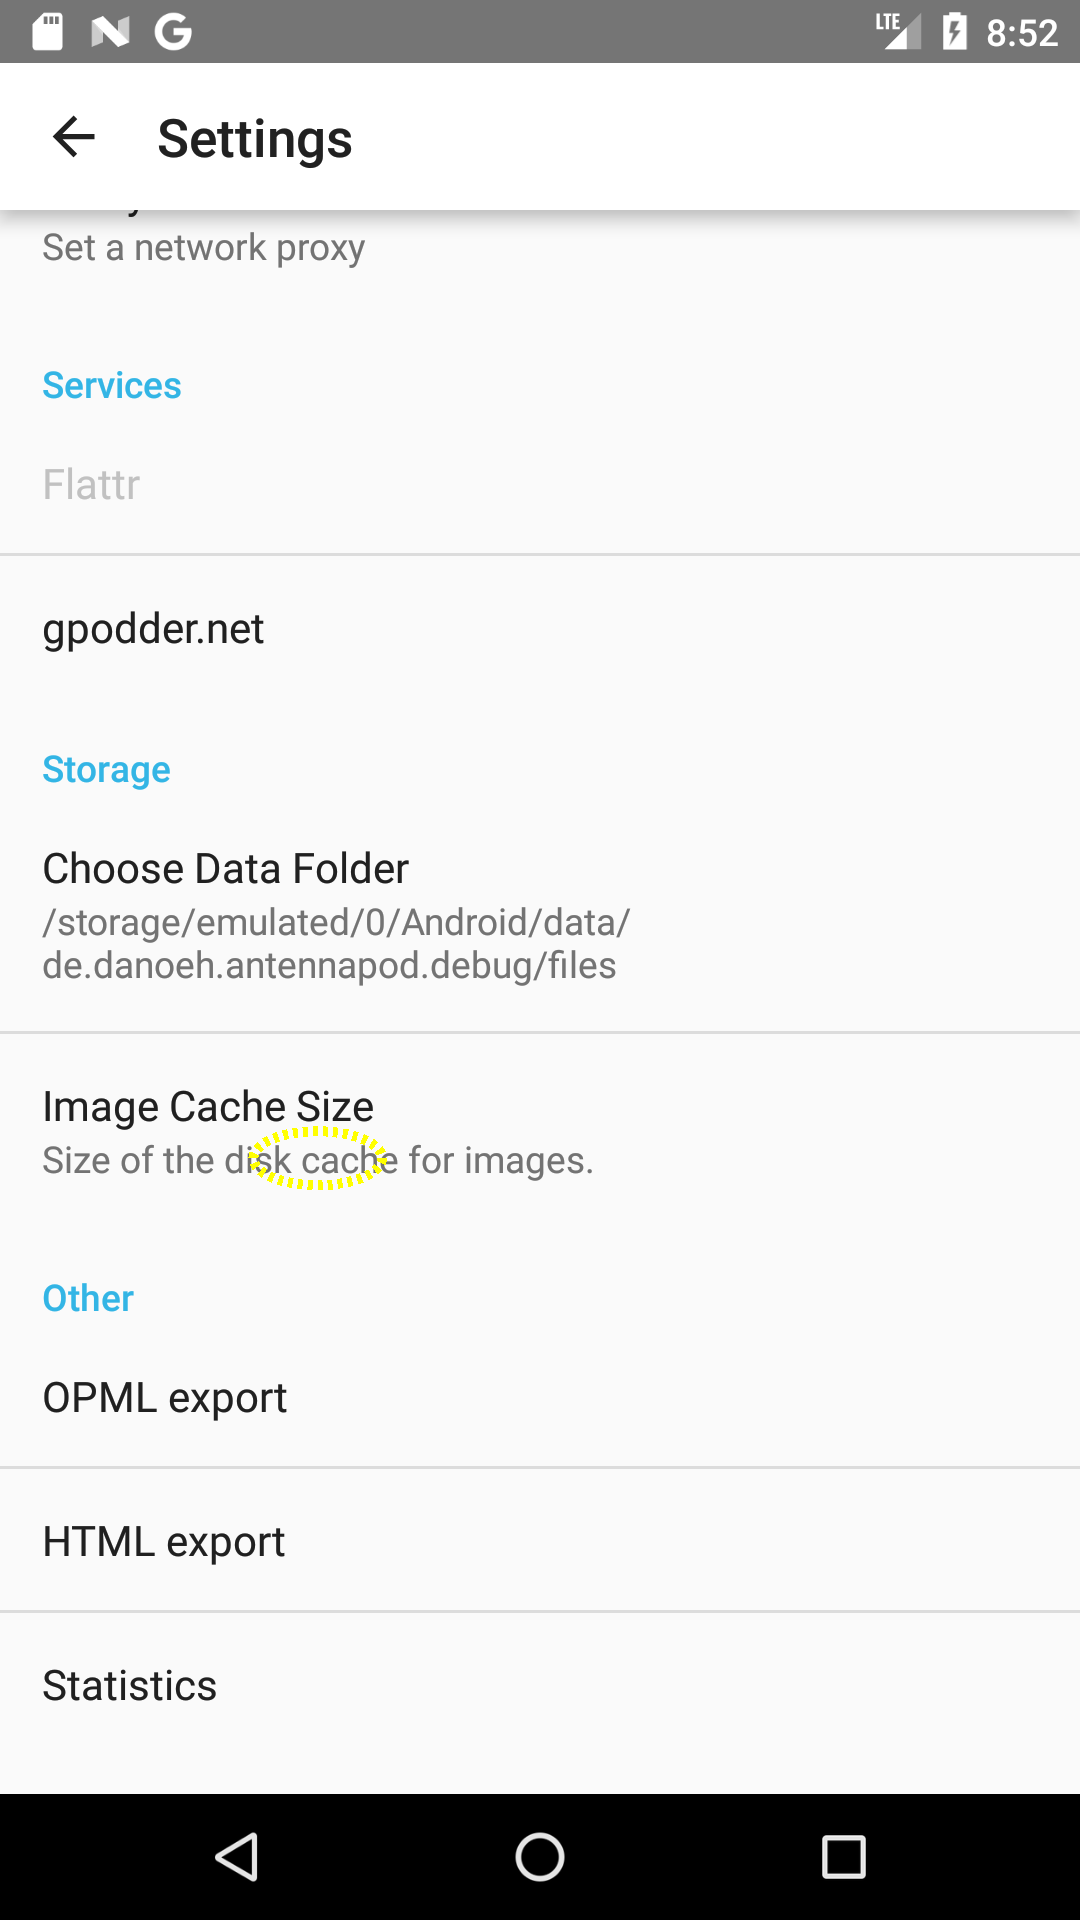 LTE 8:52
Settings
Set a network proxy
Services
Flattr
gpodder.net
Storage
Choose Data Folder
/storage/emulated/0/Android/data/
de.danoeh.antennapod.debug/files
Image Cache Size
Size of the disk cache for images.
Other
OPML export
HTML export
Statistics